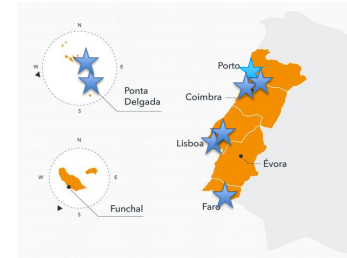 N
W
E
S
Ponta
Delgada
N
W
E
S
Funchal
Porto
Coimbra
Lisboa
Évora
Faro